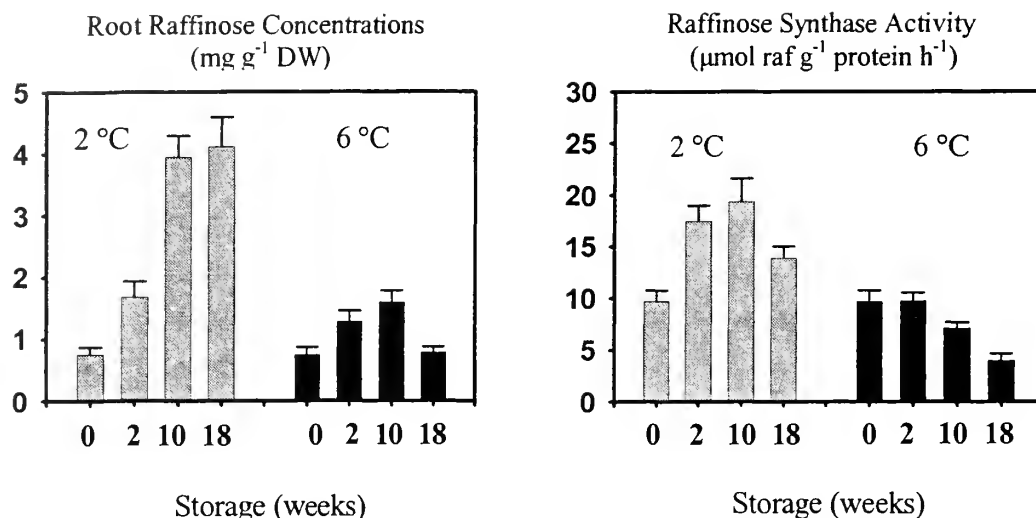 Root Raffinose Concentrations
(mg g⁻¹ DW)
5
4
3
2
1
0
2 °C
6 °C
0 2 10 18 0 2 10 18
Storage (weeks)
Raffinose Synthase Activity
(µmol raf g⁻¹ protein h⁻¹)
30
25
20
15
10
5
0
2 °C
6 °C
0 2 10 18 0 2 10 18
Storage (weeks)